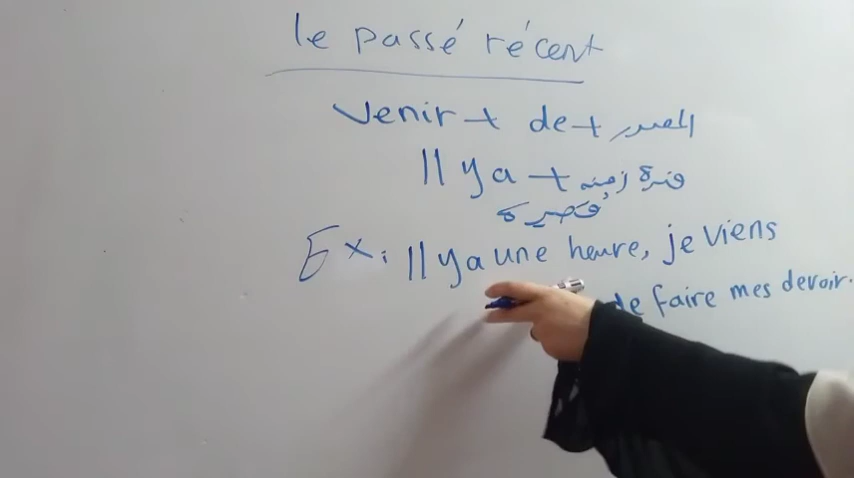 le passé récent
Venir + de + المصدر
Il y a + فترة زمنية
قصيرة
Ex: Il y a une heure, je viens
de faire mes devoir.